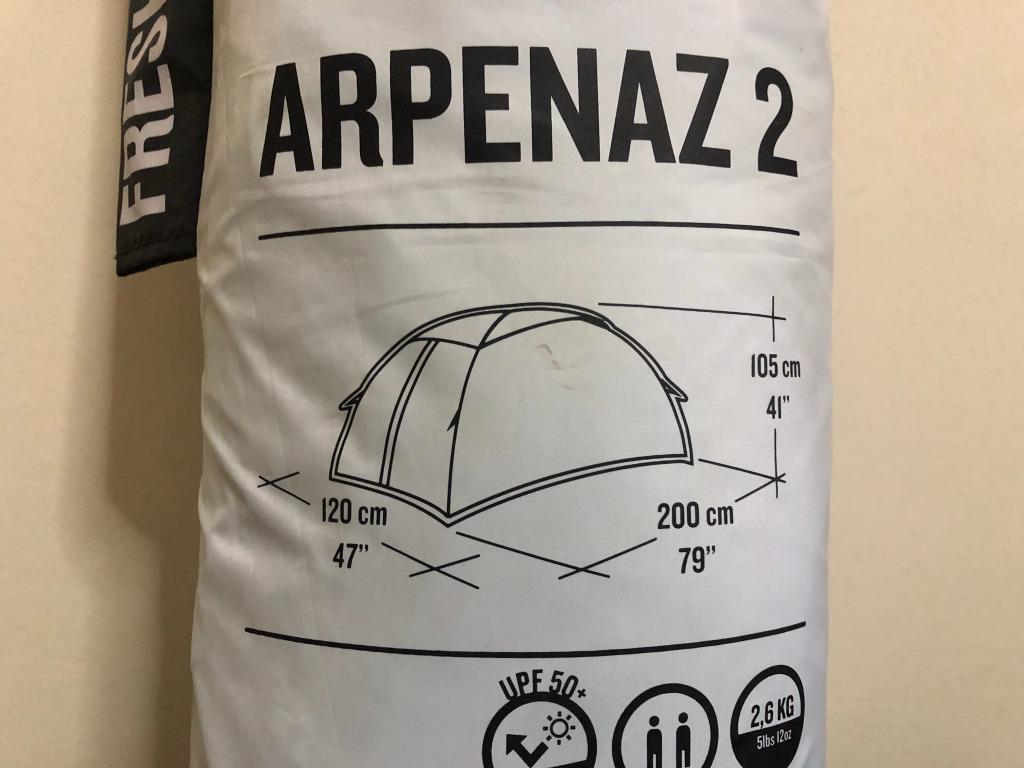 ARPENAZ 2
105 cm
41”
120 cm
47”
200 cm
79”
UPF 50+
2,6 KG
5lbs 12oz